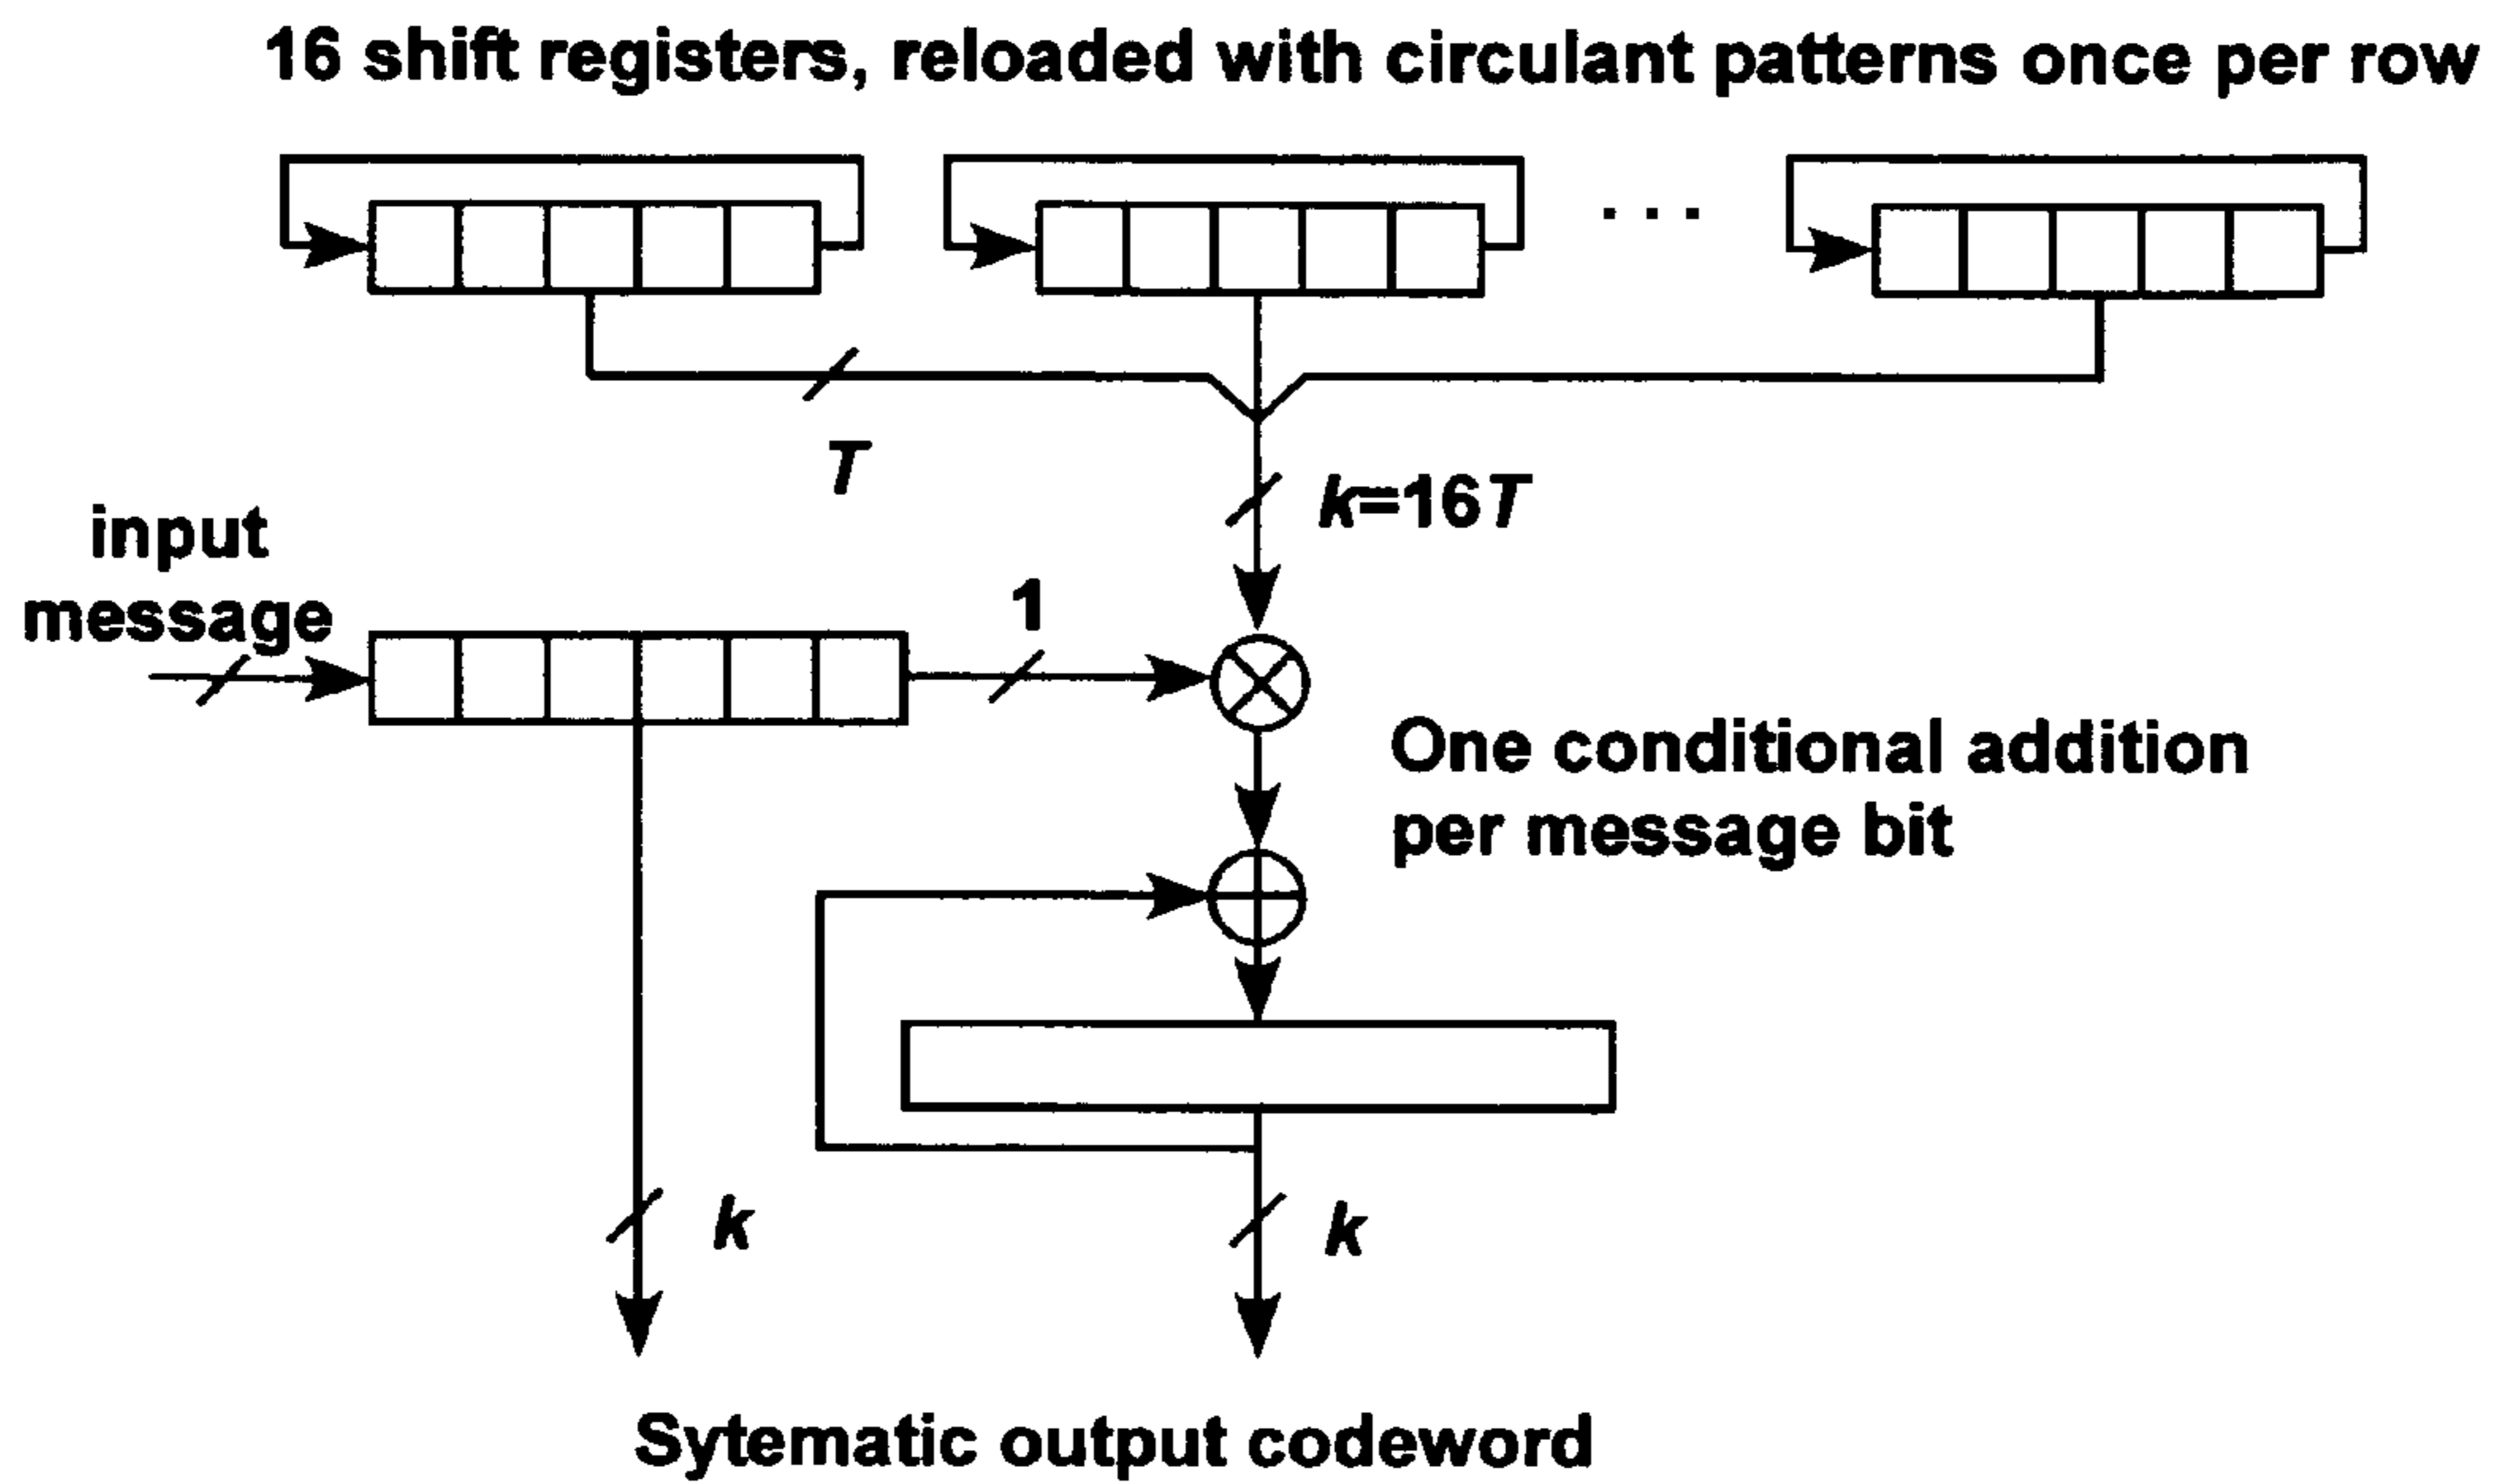 16 shift registers, reloaded with circulant patterns once per row
T
k=16T
input
message
1
One conditional addition
per message bit
k
k
Sytematic output codeword